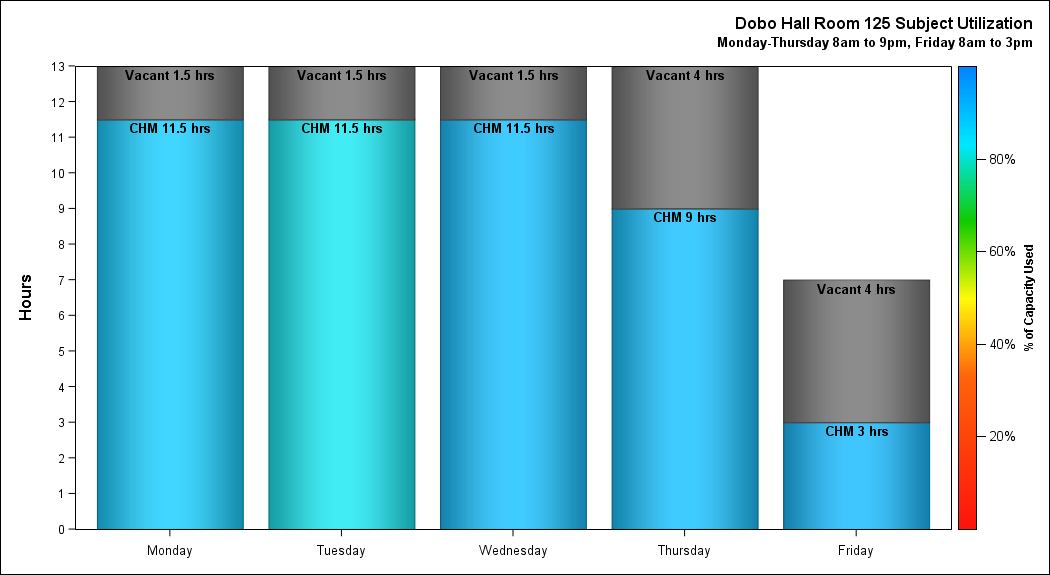 Dobo Hall Room 125 Subject Utilization
Monday-Thursday 8am to 9pm, Friday 8am to 3pm
Hours
13
12
11
10
9
8
7
6
5
4
3
2
1
0
Vacant 1.5 hrs
CHM 11.5 hrs
Vacant 1.5 hrs
CHM 11.5 hrs
Vacant 1.5 hrs
CHM 11.5 hrs
Vacant 4 hrs
CHM 9 hrs
Vacant 4 hrs
CHM 3 hrs
Monday
Tuesday
Wednesday
Thursday
Friday
80%
60%
40%
20%
% of Capacity Used